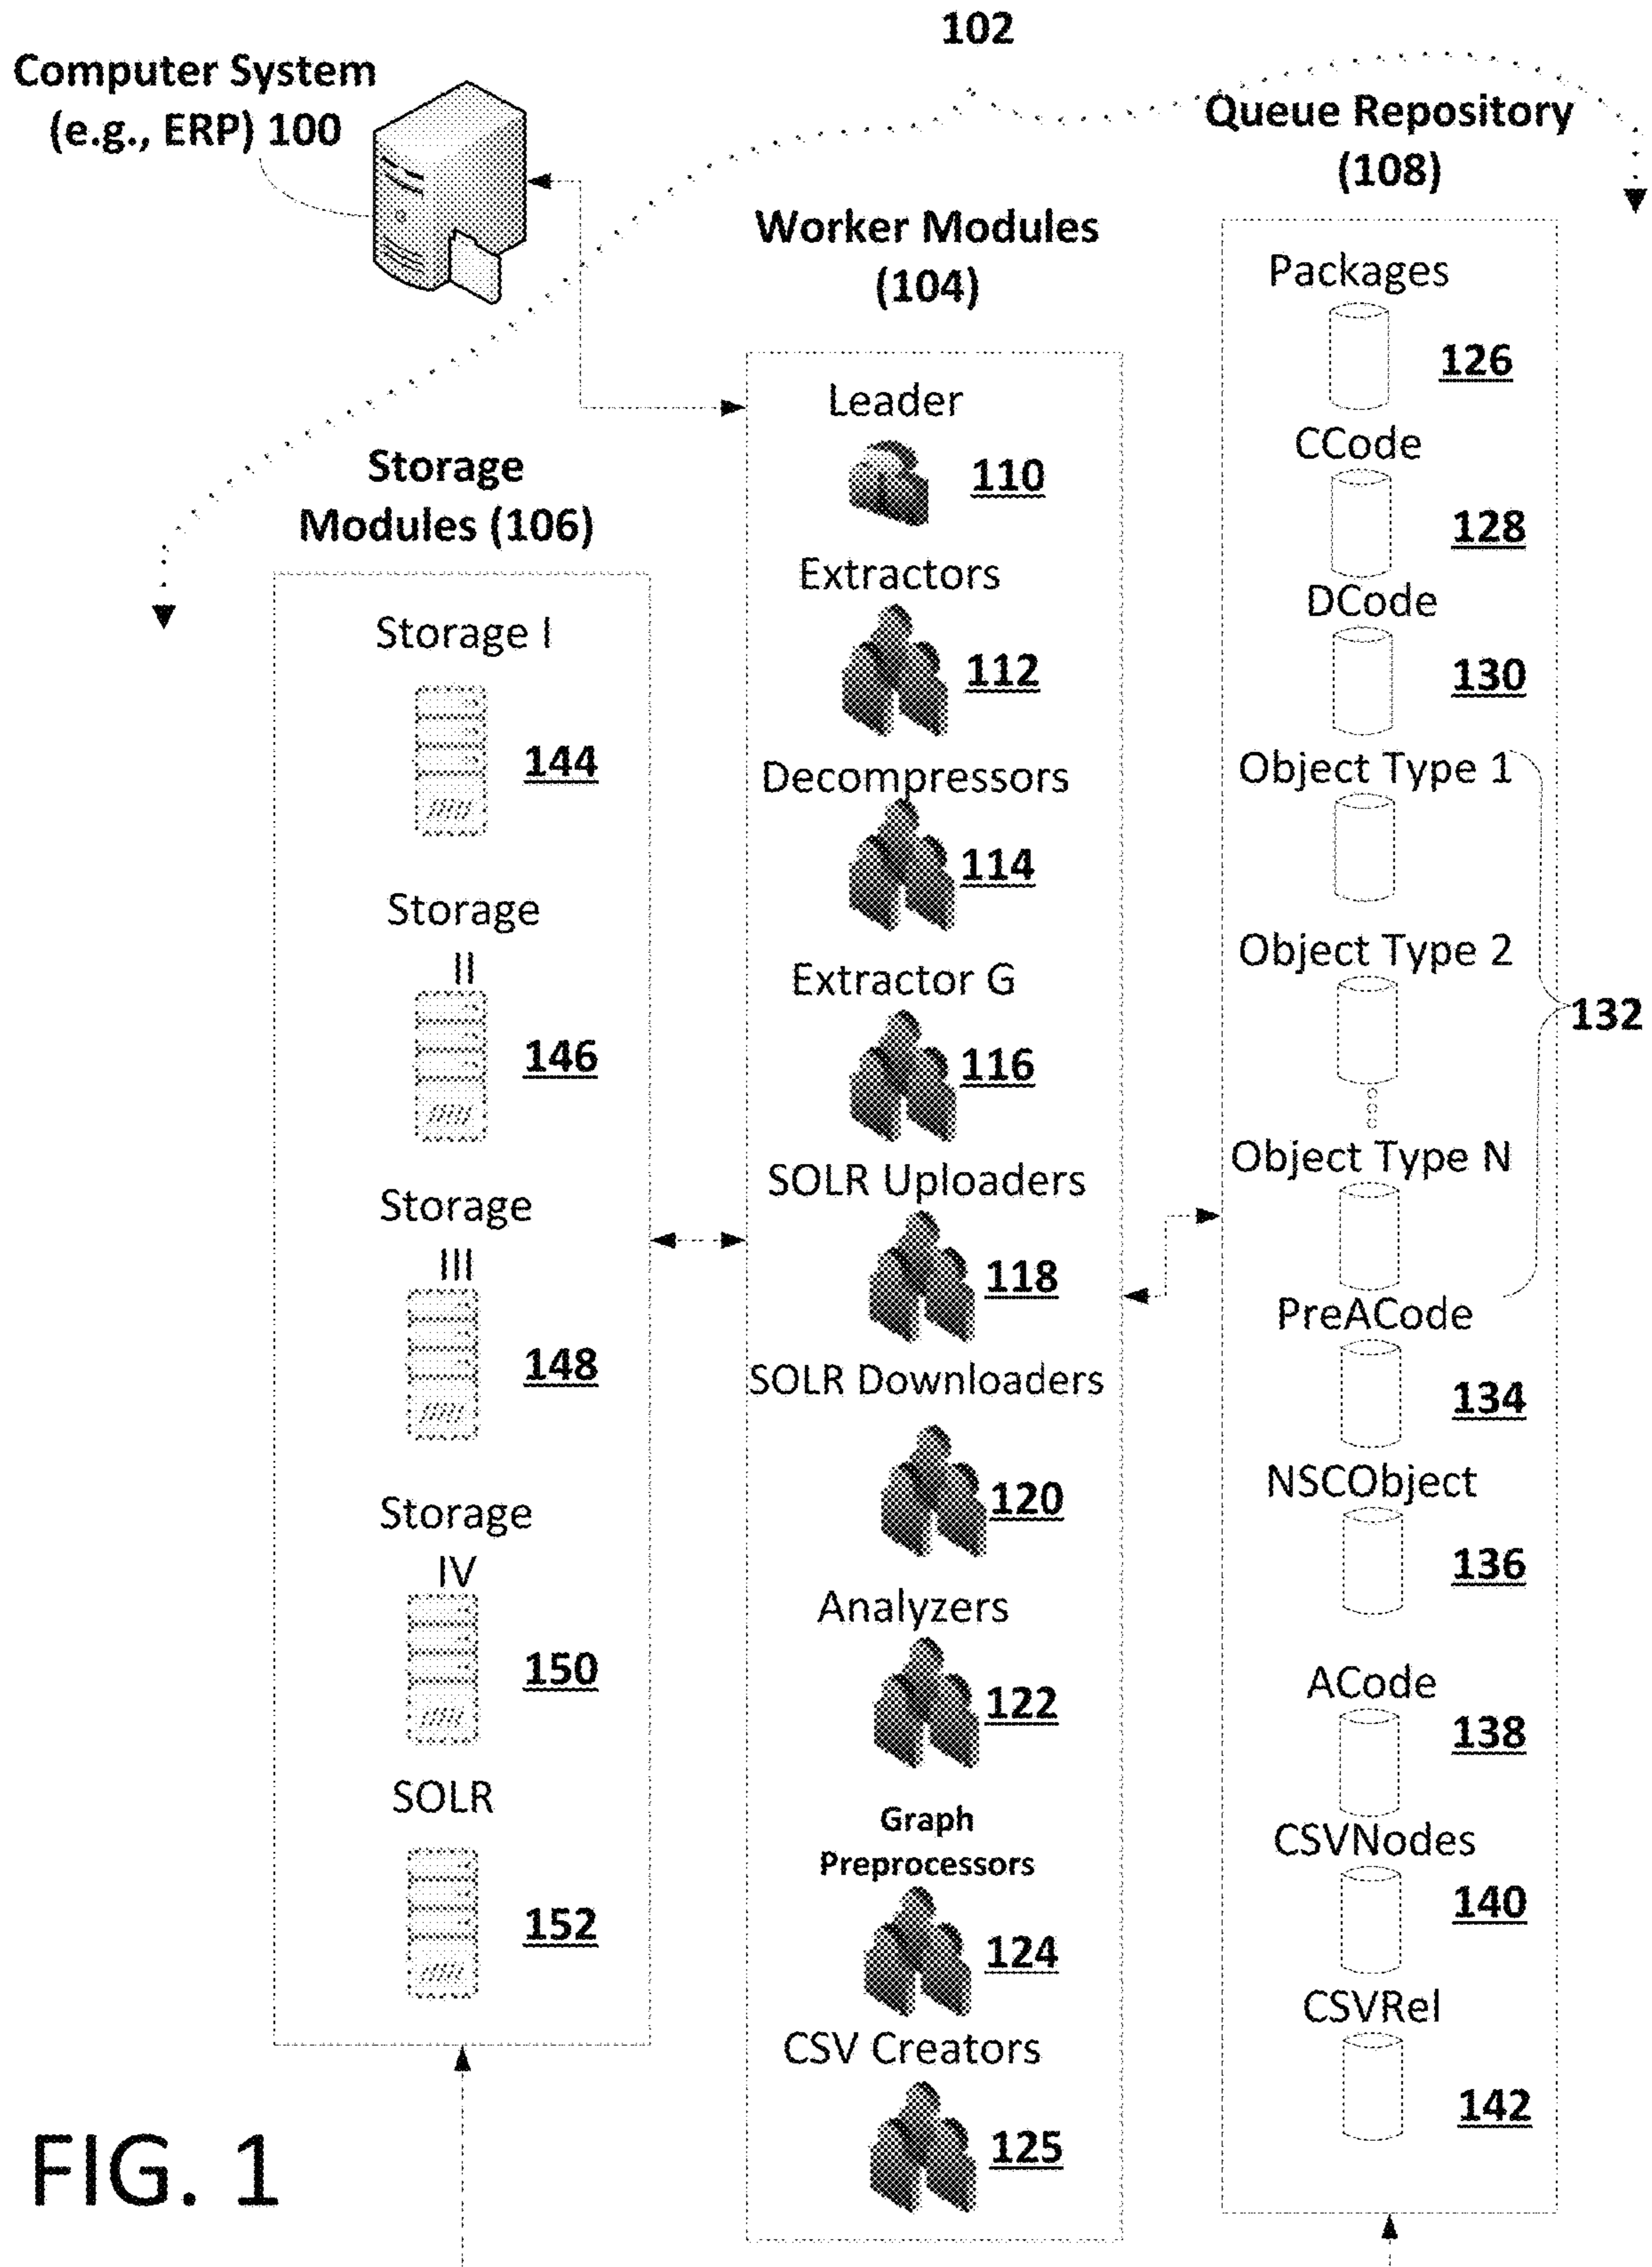 102
Computer System
(e.g., ERP) 100
Queue Repository
(108)
Worker Modules
(104)
Storage
Modules (106)
Storage I
144
Storage
II
146
Storage
III
148
Storage
IV
150
SOLR
152
Leader
110
Extractors
112
Decompressors
114
Extractor G
116
SOLR Uploaders
118
SOLR Downloaders
120
Analyzers
122
Graph
Preprocessors
124
CSV Creators
125
Packages
126
CCode
128
DCode
130
Object Type 1
Object Type 2
132
Object Type N
PreACode
134
NSCObject
136
ACode
138
CSVNodes
140
CSVRel
142
FIG. 1